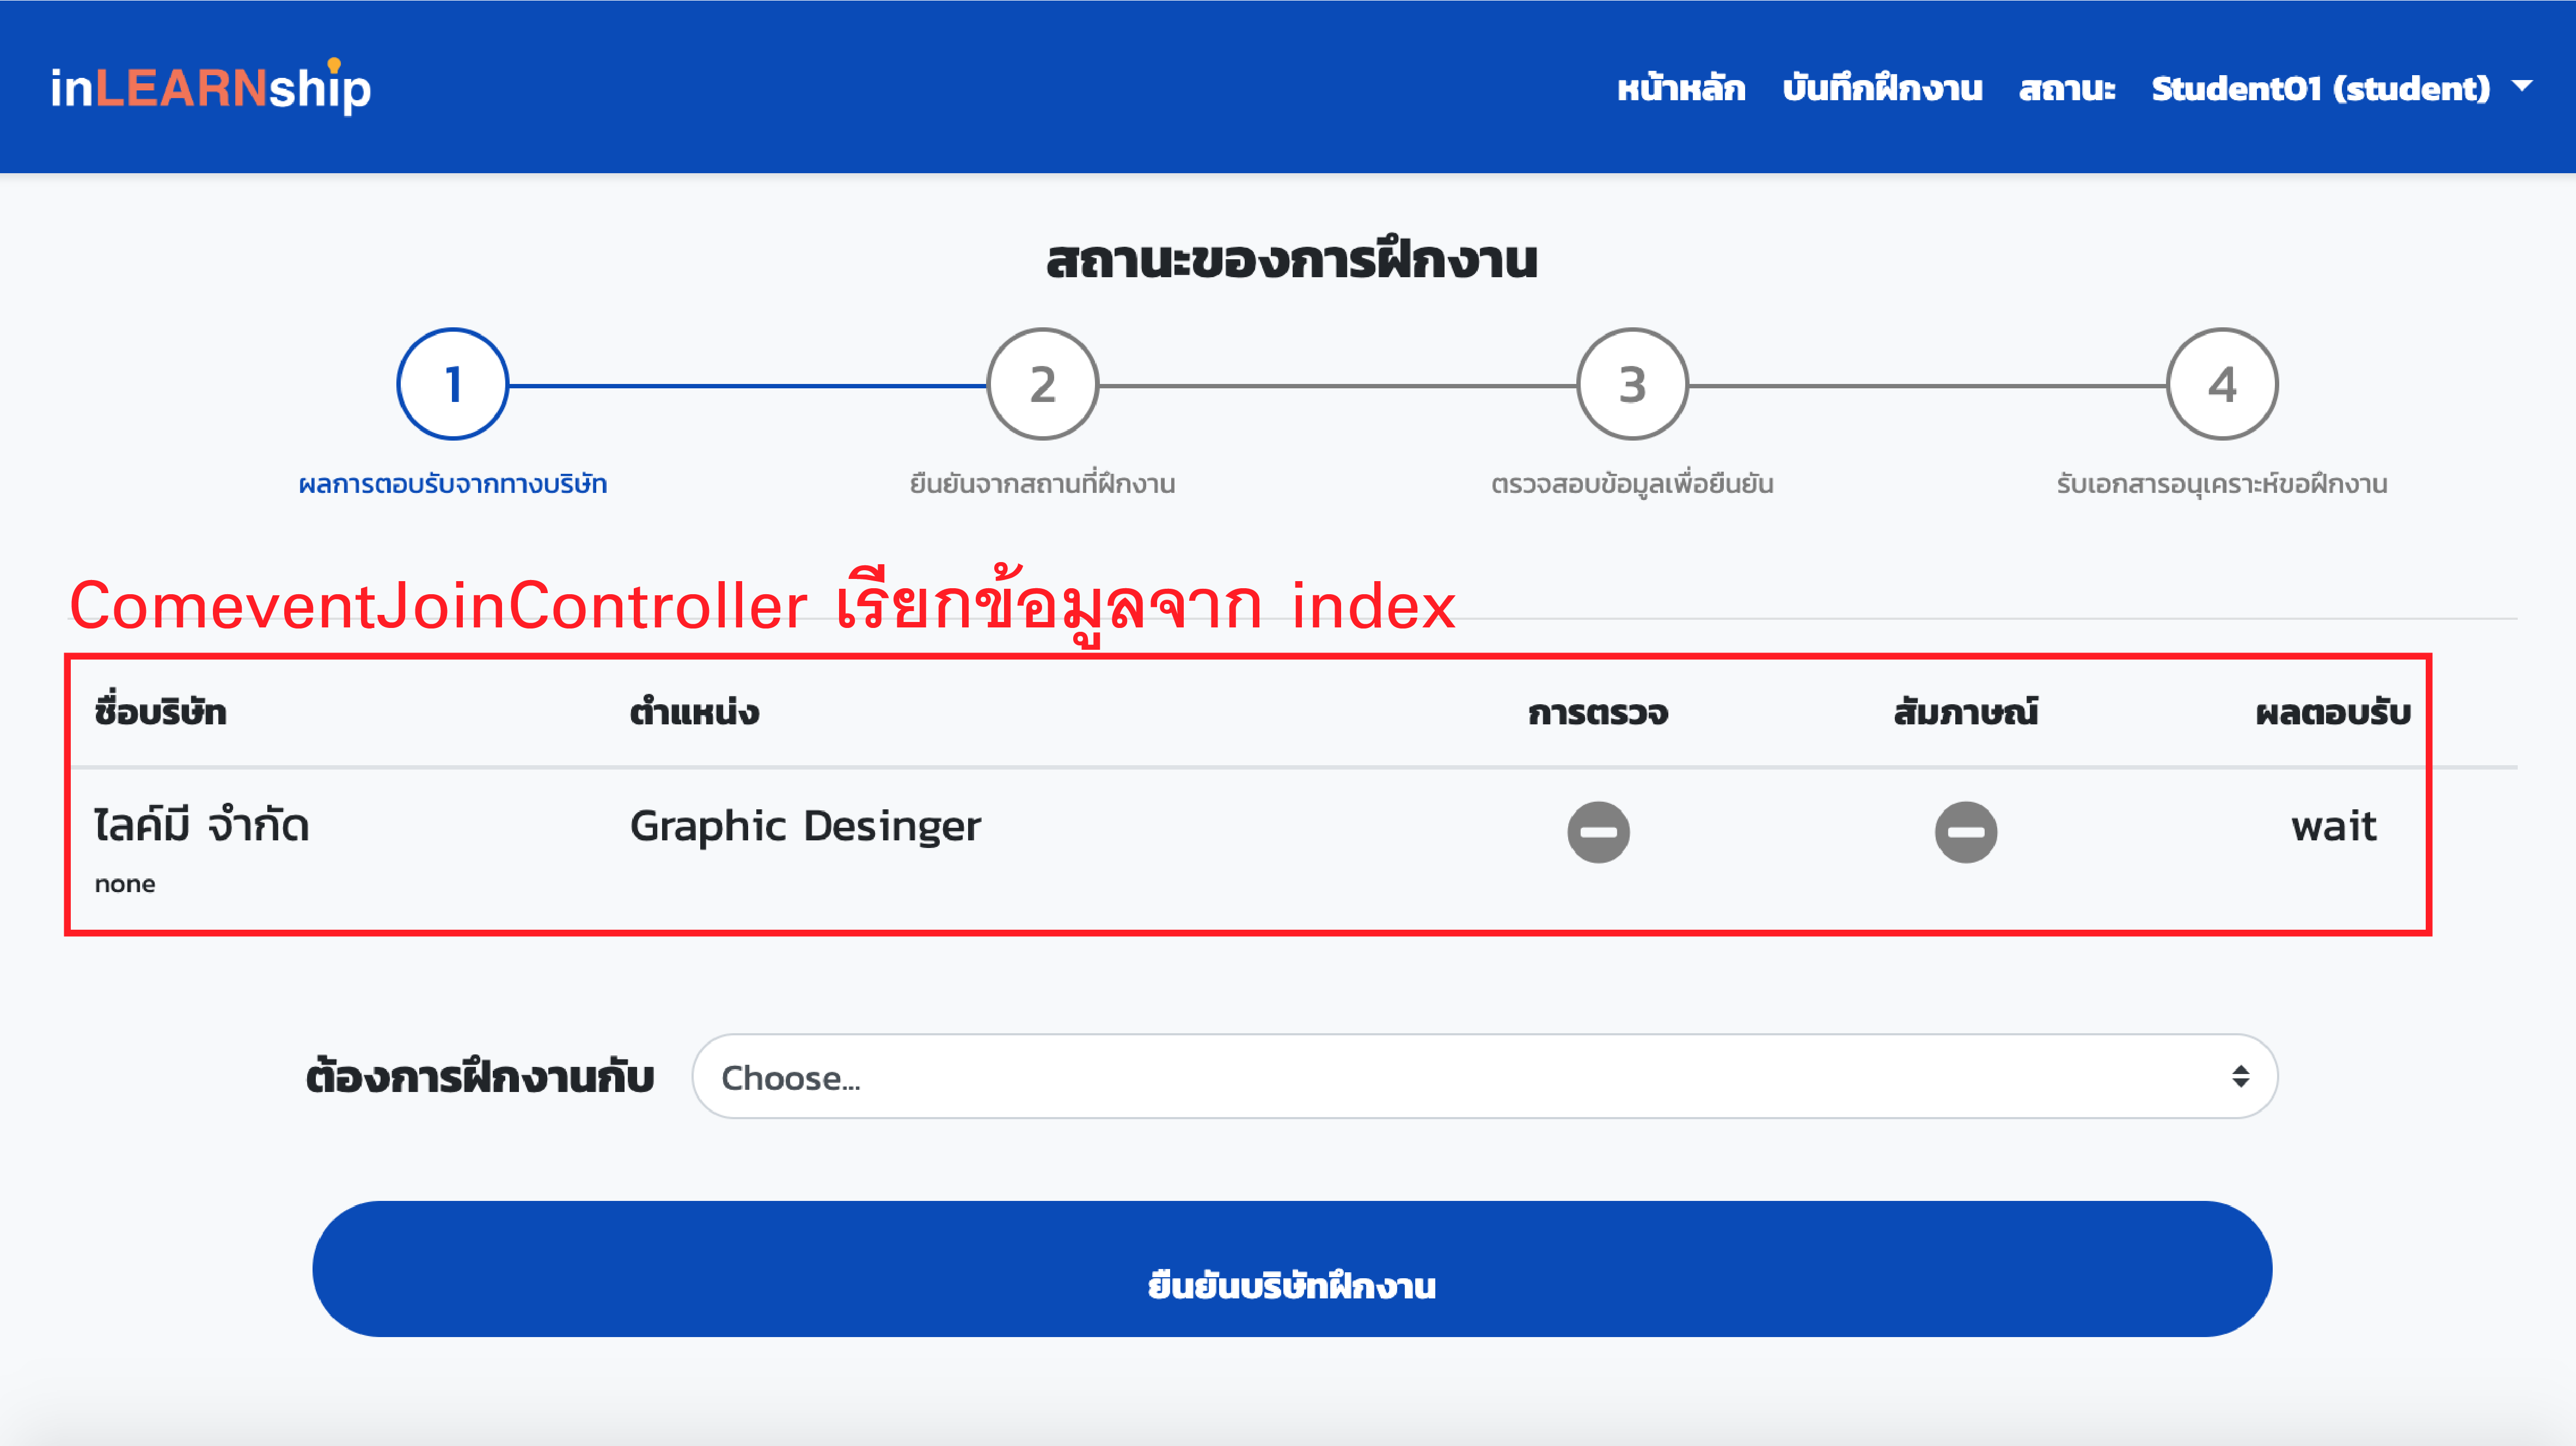 inLEARNship
หน้าหลัก บันทึกฝึกงาน สถานะ Student01 (student)
สถานะของการฝึกงาน
1 2 3 4
ผลการตอบรับจากทางบริษัท ยืนยันจากสถานที่ฝึกงาน ตรวจสอบข้อมูลเพื่อยืนยัน รับเอกสารอนุเคราะห์ขอฝึกงาน
ComeventJoinController เรียกข้อมูลจาก index
ชื่อบริษัท ตำแหน่ง การตรวจ สัมภาษณ์ ผลตอบรับ
ไลค์มี จำกัด Graphic Desinger wait
none
ต้องการฝึกงานกับ Choose...
ยืนยันบริษัทฝึกงาน